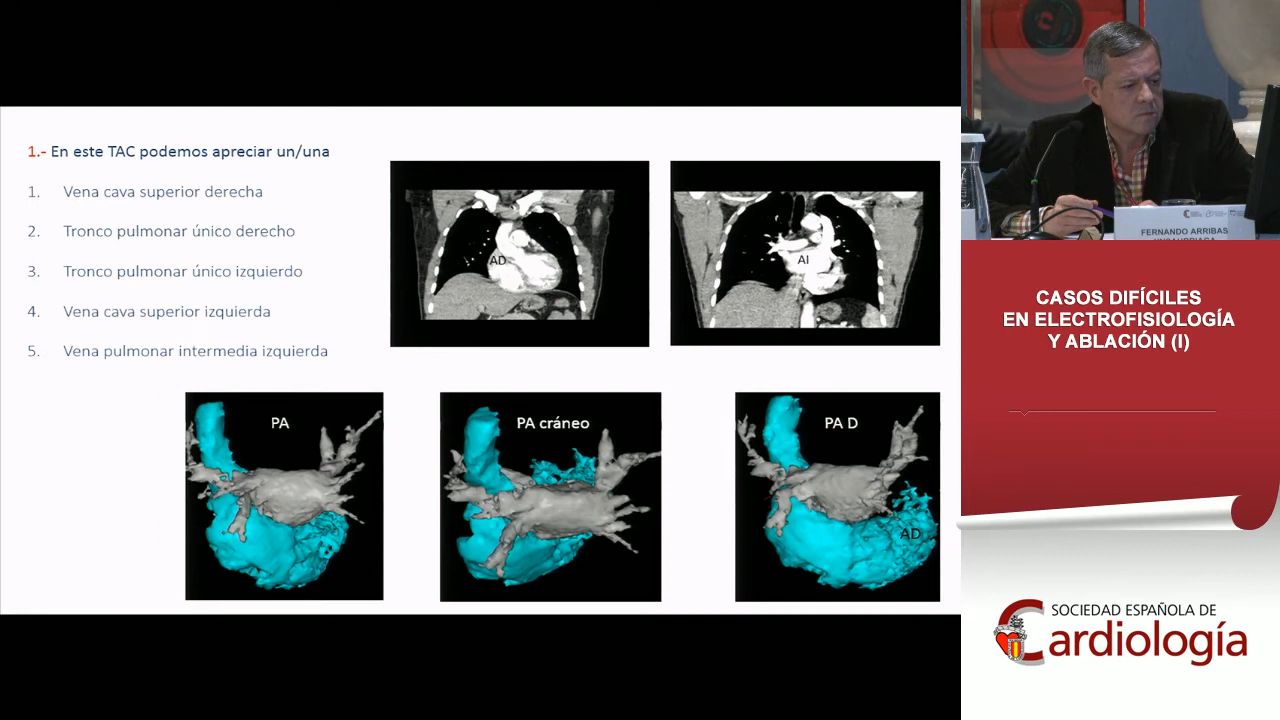 1.- En este TAC podemos apreciar un/una
1. Vena cava superior derecha
2. Tronco pulmonar único derecho
3. Tronco pulmonar único izquierdo
4. Vena cava superior izquierda
5. Vena pulmonar intermedia izquierda
AD
AI
PA
PA cráneo
PA D
AD
FERNANDO ARRIBAS
CASOS DIFÍCILES
EN ELECTROFISIOLOGÍA
Y ABLACIÓN (I)
SOCIEDAD ESPAÑOLA DE
Cardiología